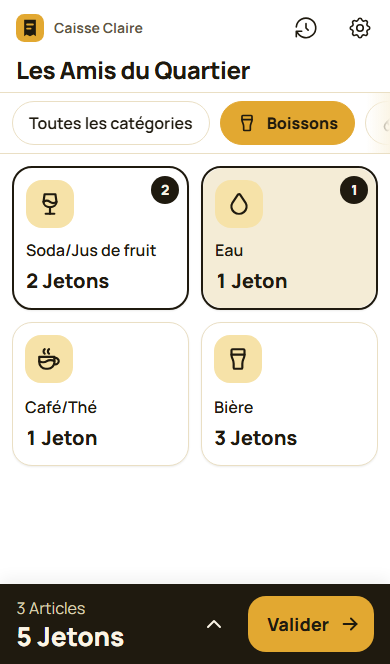 Caisse Claire
Les Amis du Quartier
Toutes les catégories
Boissons
2
Soda/Jus de fruit
2 Jetons
1
Eau
1 Jeton
Café/Thé
1 Jeton
Bière
3 Jetons
3 Articles
5 Jetons
Valider